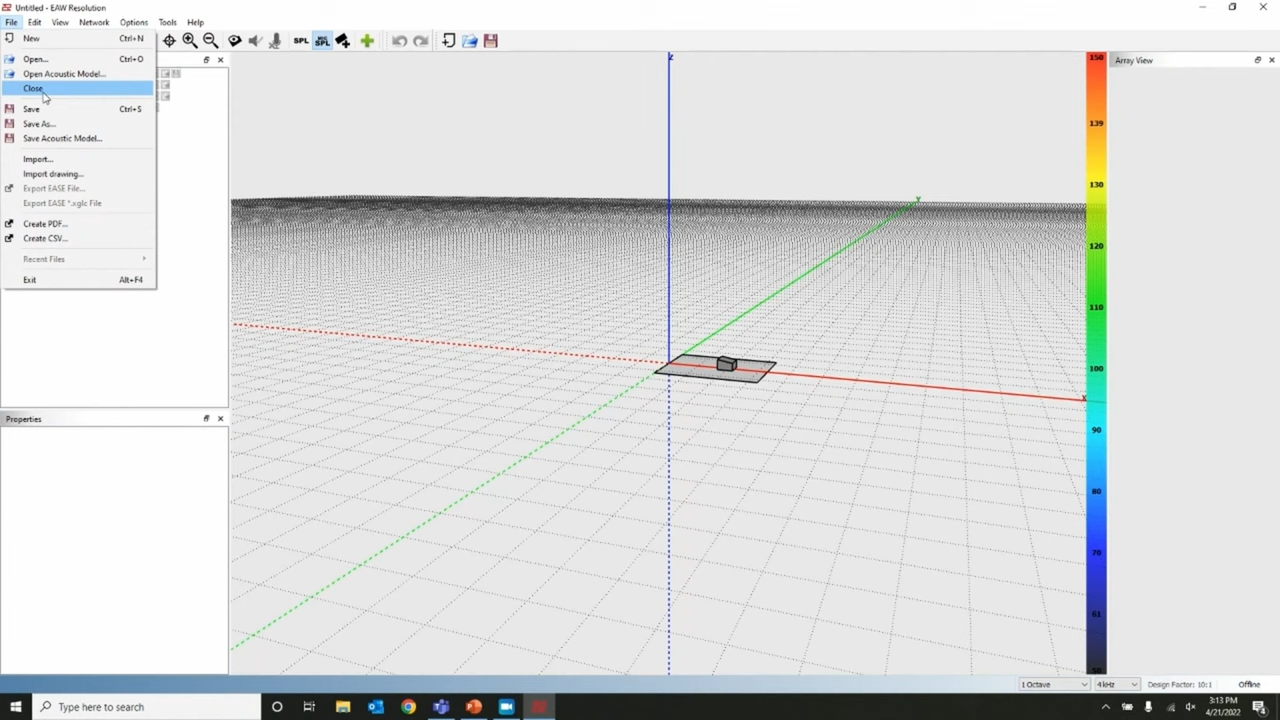 Untitled - EAW Resolution
File Edit View Network Options Tools Help
SPL SPL
New Ctrl+N
Open... Ctrl+O
Open Acoustic Model...
Close
Save Ctrl+S
Save As...
Save Acoustic Model...
Import...
Import drawing...
Export EASE File...
Export EASE *.xglc File
Create PDF...
Create CSV...
Recent Files
Exit Alt+F4
Properties
Z
Y
X
150
139
130
120
110
100
90
80
70
61
50
Array View
1 Octave 4 kHz Design Factor: 10:1 Offline
Type here to search
3:13 PM
4/21/2022
4